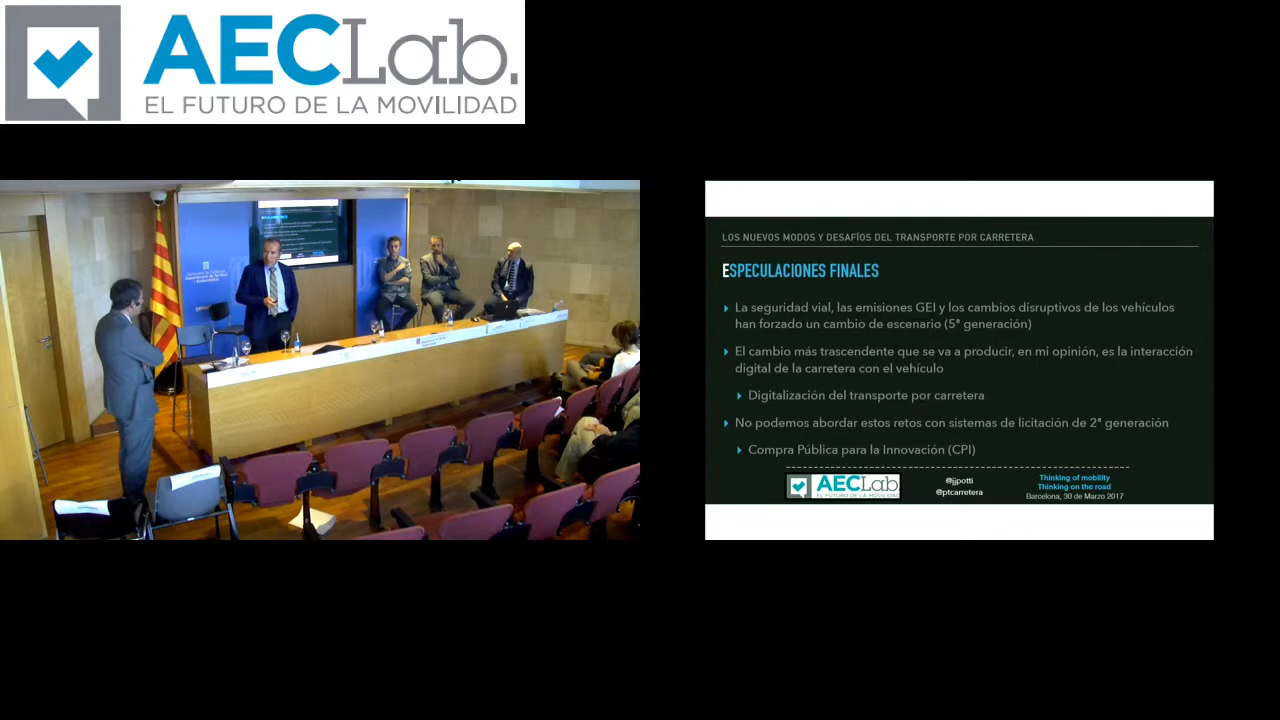 AECLab.
EL FUTURO DE LA MOVILIDAD
LOS NUEVOS MODOS Y DESAFÍOS DEL TRANSPORTE POR CARRETERA
ESPECULACIONES FINALES
La seguridad vial, las emisiones GEI y los cambios disruptivos de los vehículos
han forzado un cambio de escenario (5ª generación)
El cambio más trascendente que se va a producir, en mi opinión, es la interacción
digital de la carretera con el vehículo
Digitalización del transporte por carretera
No podemos abordar estos retos con sistemas de licitación de 2ª generación
Compra Pública para la Innovación (CPI)
AECLab
EL FUTURO DE LA MOVILIDAD
@jjpotti
@ptcarretera
Thinking of mobility
Thinking on the road
Barcelona, 30 de Marzo 2017